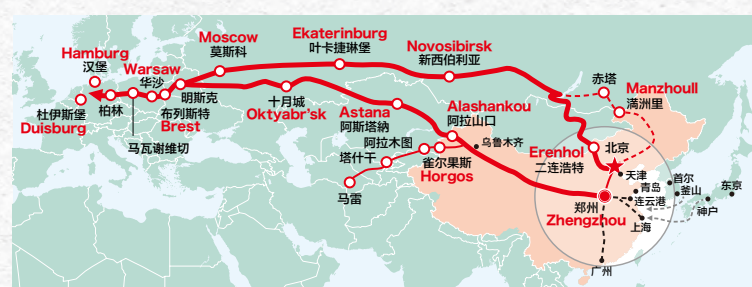 Hamburg
汉堡
Warsaw
华沙
Moscow
莫斯科
Ekaterinburg
叶卡捷琳堡
Novosibirsk
新西伯利亚
赤塔
Manzhoull
满洲里
杜伊斯堡
Duisburg
柏林
明斯克
布列斯特
Brest
马瓦谢维切
十月城
Oktyabr'sk
Astana
阿斯塔纳
Alashankou
阿拉山口
阿拉木图
乌鲁木齐
塔什干
雀尔果斯
Horgos
马雷
Erenhol
二连浩特
北京
天津
青岛
连云港
首尔
釜山
东京
神户
郑州
Zhengzhou
上海
广州